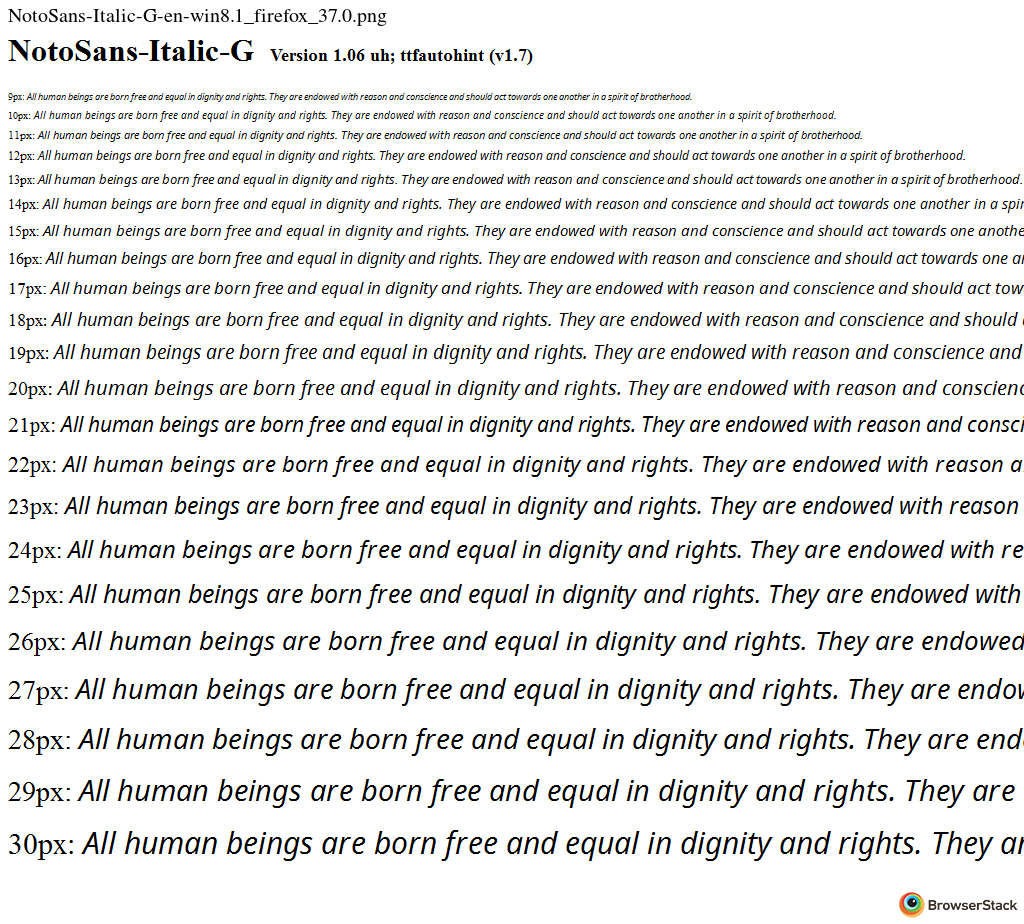 NotoSans-Italic-G-en-win8.1_firefox_37.0.png
NotoSans-Italic-G Version 1.06 uh; ttfautohint (v1.7)
9px: All human beings are born free and equal in dignity and rights. They are endowed with reason and conscience and should act towards one another in a spirit of brotherhood.
10px: All human beings are born free and equal in dignity and rights. They are endowed with reason and conscience and should act towards one another in a spirit of brotherhood.
11px: All human beings are born free and equal in dignity and rights. They are endowed with reason and conscience and should act towards one another in a spirit of brotherhood.
12px: All human beings are born free and equal in dignity and rights. They are endowed with reason and conscience and should act towards one another in a spirit of brotherhood.
13px: All human beings are born free and equal in dignity and rights. They are endowed with reason and conscience and should act towards one another in a spirit of brotherhood.
14px: All human beings are born free and equal in dignity and rights. They are endowed with reason and conscience and should act towards one another in a spir
15px: All human beings are born free and equal in dignity and rights. They are endowed with reason and conscience and should act towards one anothe
16px: All human beings are born free and equal in dignity and rights. They are endowed with reason and conscience and should act towards one an
17px: All human beings are born free and equal in dignity and rights. They are endowed with reason and conscience and should act tow
18px: All human beings are born free and equal in dignity and rights. They are endowed with reason and conscience and should
19px: All human beings are born free and equal in dignity and rights. They are endowed with reason and conscience and
20px: All human beings are born free and equal in dignity and rights. They are endowed with reason and conscienc
21px: All human beings are born free and equal in dignity and rights. They are endowed with reason and consci
22px: All human beings are born free and equal in dignity and rights. They are endowed with reason a
23px: All human beings are born free and equal in dignity and rights. They are endowed with reason
24px: All human beings are born free and equal in dignity and rights. They are endowed with re
25px: All human beings are born free and equal in dignity and rights. They are endowed with
26px: All human beings are born free and equal in dignity and rights. They are endowed
27px: All human beings are born free and equal in dignity and rights. They are endow
28px: All human beings are born free and equal in dignity and rights. They are end
29px: All human beings are born free and equal in dignity and rights. They are
30px: All human beings are born free and equal in dignity and rights. They ar
BrowserStack